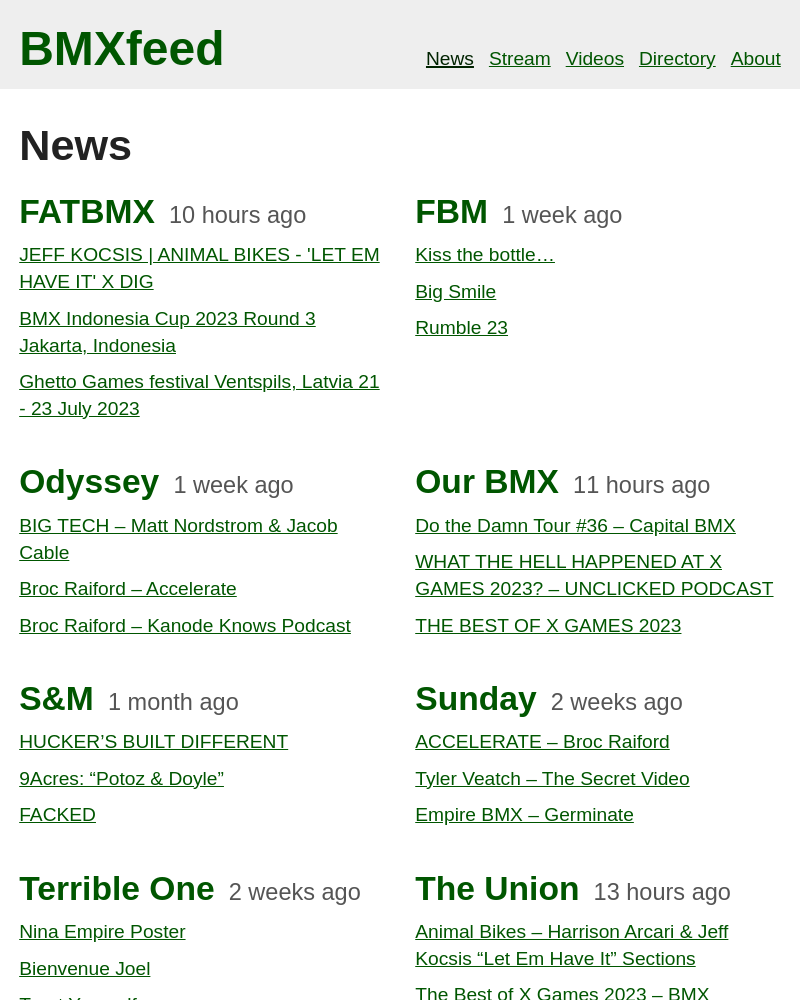 BMXfeed
News Stream Videos Directory About
News
FATBMX 10 hours ago
JEFF KOCSIS | ANIMAL BIKES - 'LET EM
HAVE IT' X DIG
BMX Indonesia Cup 2023 Round 3
Jakarta, Indonesia
Ghetto Games festival Ventspils, Latvia 21
- 23 July 2023
FBM 1 week ago
Kiss the bottle…
Big Smile
Rumble 23
Odyssey 1 week ago
BIG TECH – Matt Nordstrom & Jacob
Cable
Broc Raiford – Accelerate
Broc Raiford – Kanode Knows Podcast
Our BMX 11 hours ago
Do the Damn Tour #36 – Capital BMX
WHAT THE HELL HAPPENED AT X
GAMES 2023? – UNCLICKED PODCAST
THE BEST OF X GAMES 2023
S&M 1 month ago
HUCKER’S BUILT DIFFERENT
9Acres: “Potoz & Doyle”
FACKED
Sunday 2 weeks ago
ACCELERATE – Broc Raiford
Tyler Veatch – The Secret Video
Empire BMX – Germinate
Terrible One 2 weeks ago
Nina Empire Poster
Bienvenue Joel
The Union 13 hours ago
Animal Bikes – Harrison Arcari & Jeff
Kocsis “Let Em Have It” Sections
The Best of X Games 2023 – BMX